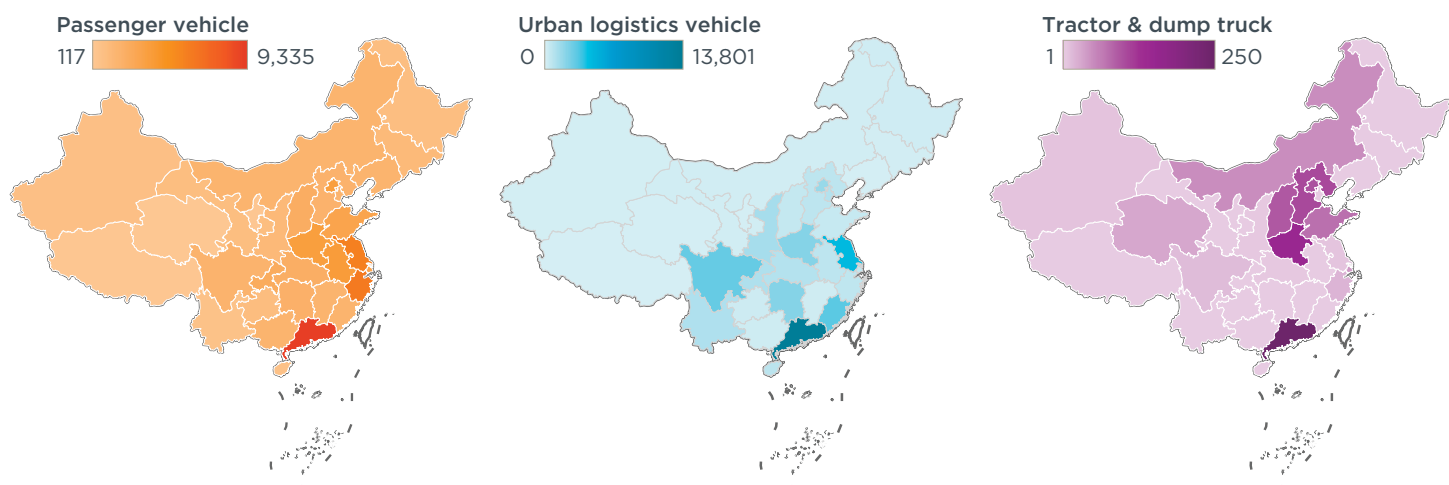 Passenger vehicle
117 9,335
Urban logistics vehicle
0 13,801
Tractor & dump truck
1 250